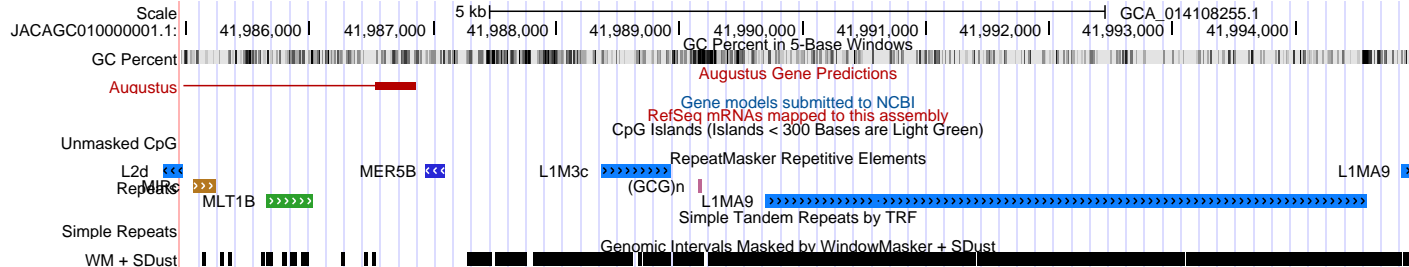 Scale 5 kb GCA_014108255.1
JACAGC010000001.1: 41,986,000 41,987,000 41,988,000 41,989,000 41,990,000 41,991,000 41,992,000 41,993,000 41,994,000
GC Percent in 5-Base Windows
GC Percent
Augustus Gene Predictions
Augustus
Gene models submitted to NCBI
RefSeq mRNAs mapped to this assembly
CpG Islands (Islands < 300 Bases are Light Green)
Unmasked CpG
RepeatMasker Repetitive Elements
L2d MER5B L1M3c L1MA9
Repeats MIRc (GCG)n
MLT1B L1MA9
Simple Tandem Repeats by TRF
Simple Repeats
Genomic Intervals Masked by WindowMasker + SDust
WM + SDust